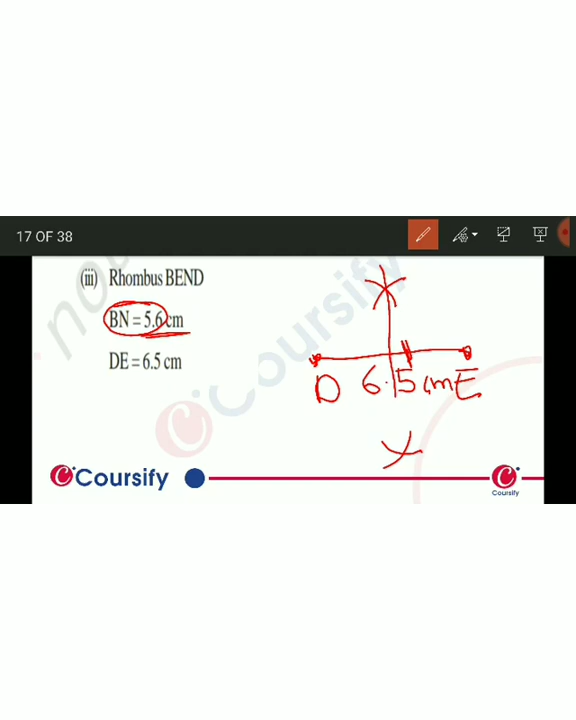 17 OF 38
(iii) Rhombus BEND
BN = 5.6 cm
DE = 6.5 cm
D 6.5 cm E
Coursify
Coursify
Coursify